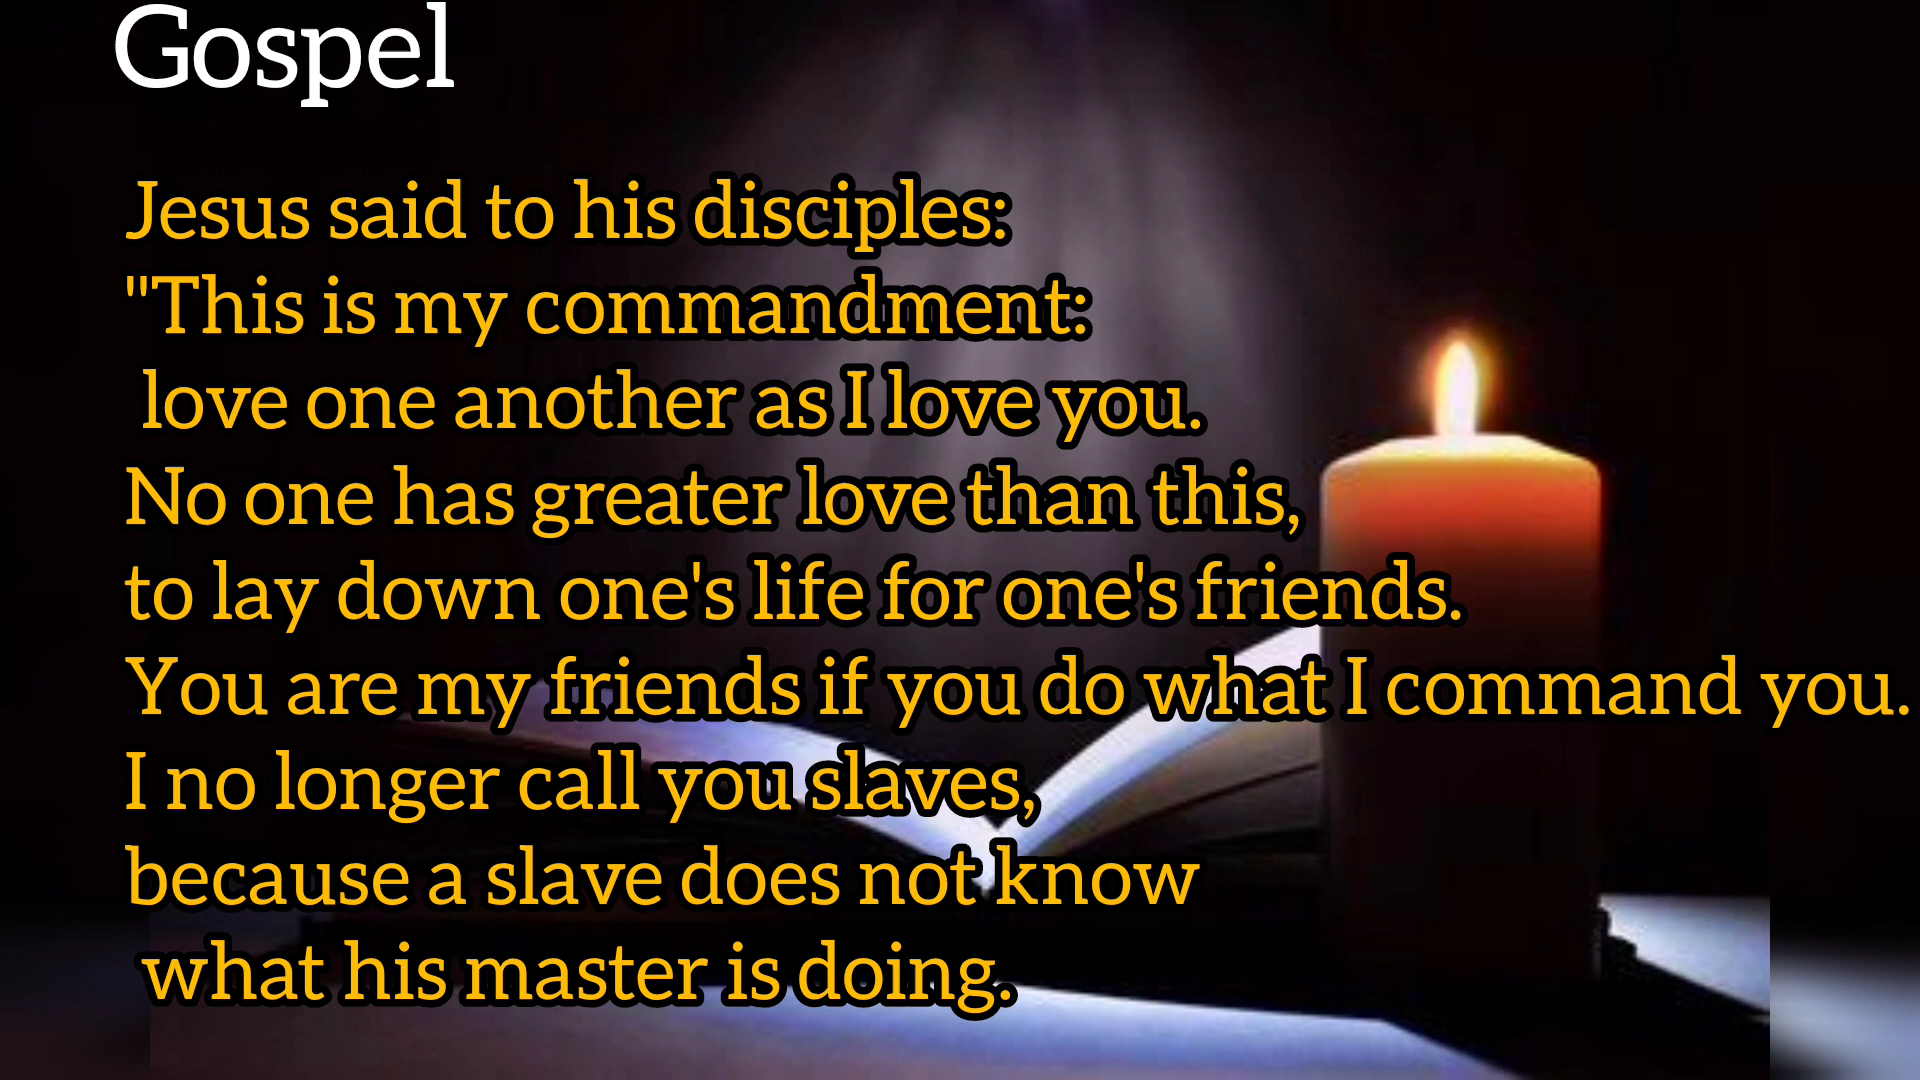 Gospel
Jesus said to his disciples:
"This is my commandment:
love one another as I love you.
No one has greater love than this,
to lay down one's life for one's friends.
You are my friends if you do what I command you.
I no longer call you slaves,
because a slave does not know
what his master is doing.